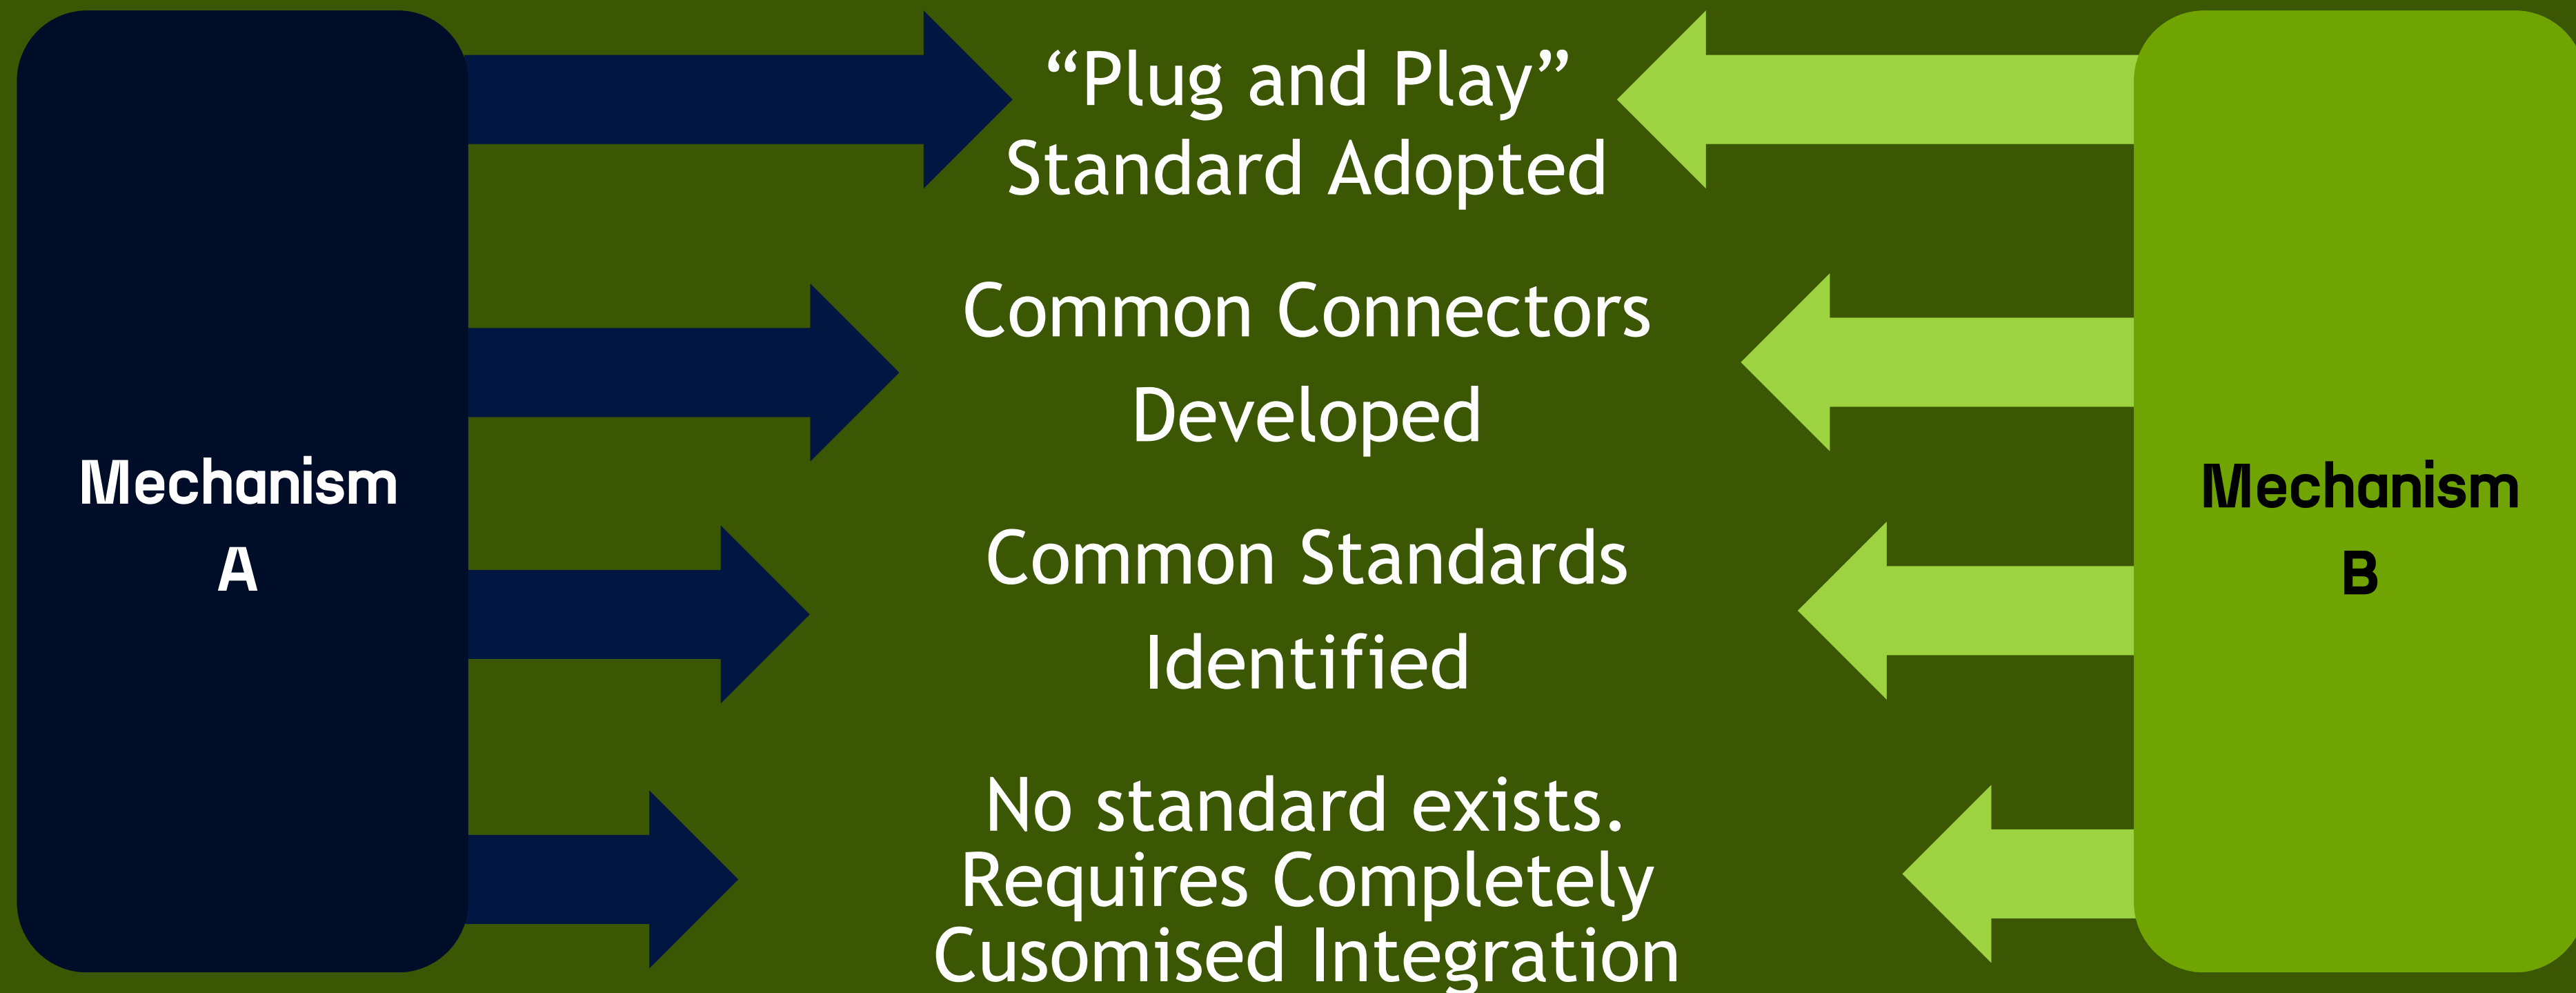 “Plug and Play”
Standard Adopted
Common Connectors
Developed
Mechanism
A
Mechanism
B
Common Standards
Identified
No standard exists.
Requires Completely
Cusomised Integration